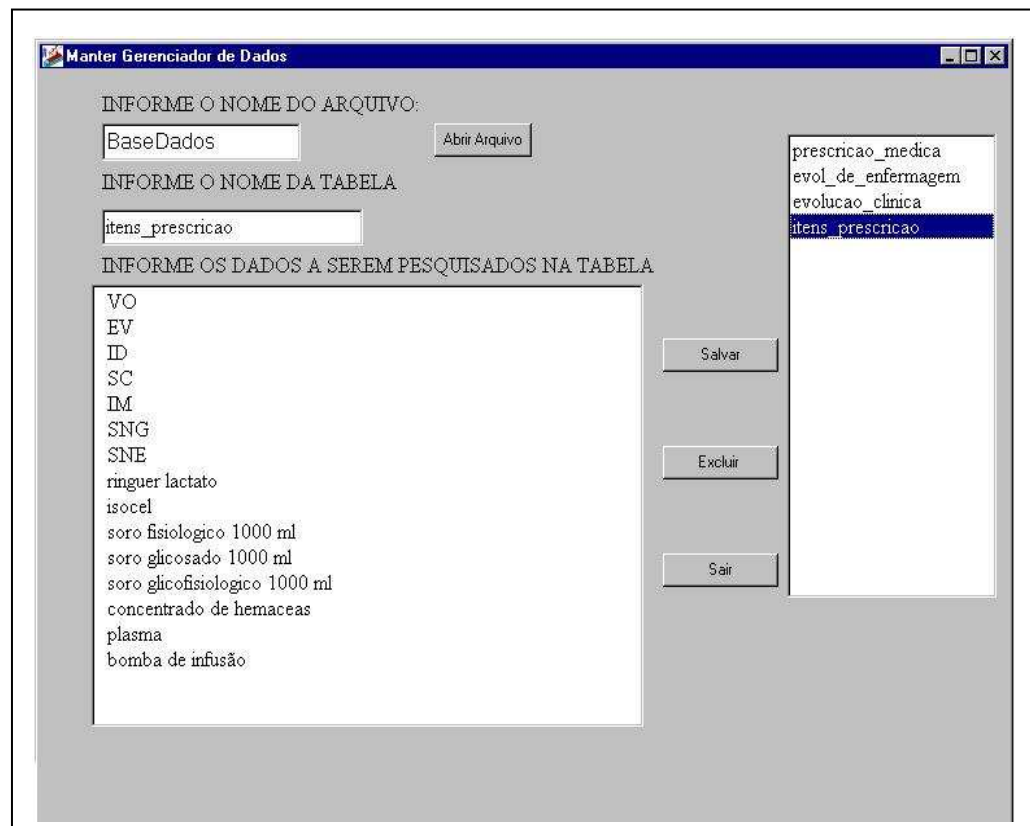 Manter Gerenciador de Dados
INFORME O NOME DO ARQUIVO:
BaseDados
Abrir Arquivo
INFORME O NOME DA TABELA
itens_prescricao
INFORME OS DADOS A SEREM PESQUISADOS NA TABELA
VO
EV
ID
SC
IM
SNG
SNE
ringuer lactato
isocel
soro fisiologico 1000 ml
soro glicosado 1000 ml
soro glicofisiologico 1000 ml
concentrado de hemaceas
plasma
bomba de infusão
Salvar
Excluir
Sair
prescricao_medica
evol_de_enfermagem
evolucao_clinica
itens_prescricao